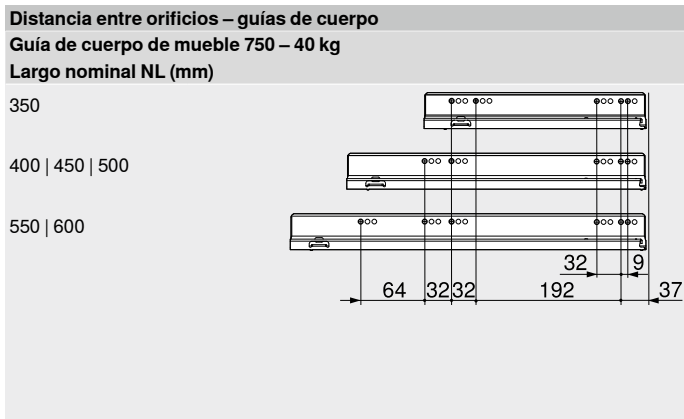 Distancia entre orificios – guías de cuerpo
Guía de cuerpo de mueble 750 – 40 kg
Largo nominal NL (mm)
350
400 | 450 | 500
550 | 600
32 9
64 32 32 192 37